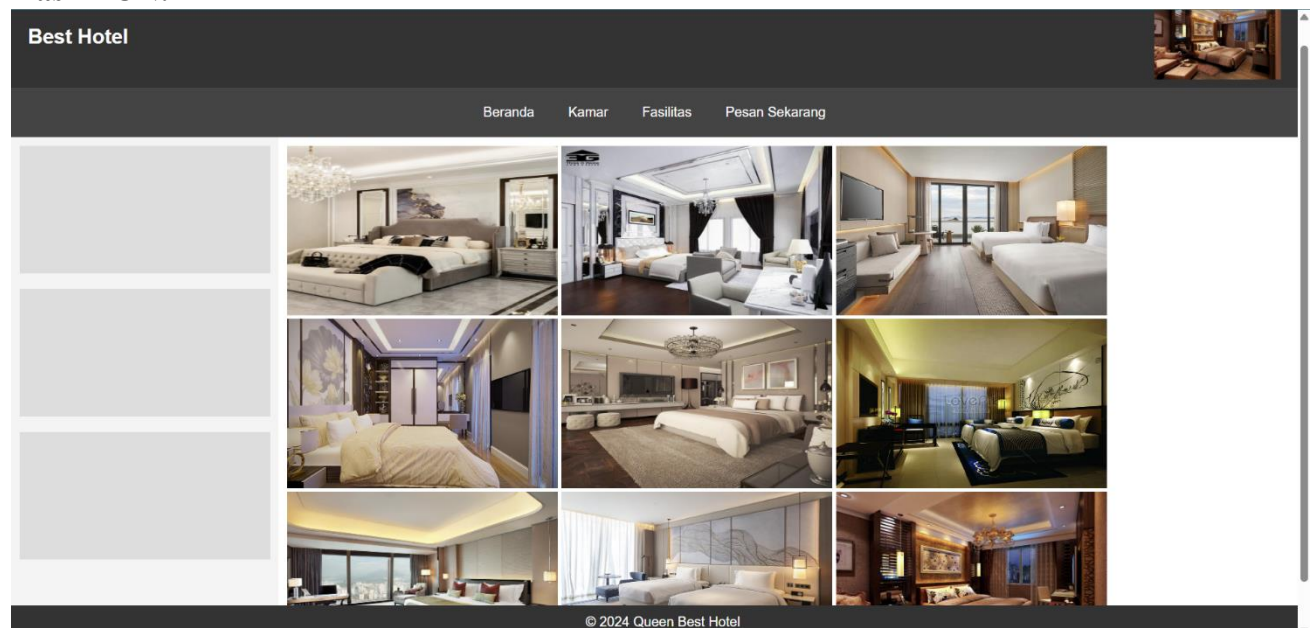 Best Hotel
Beranda Kamar Fasilitas Pesan Sekarang
© 2024 Queen Best Hotel